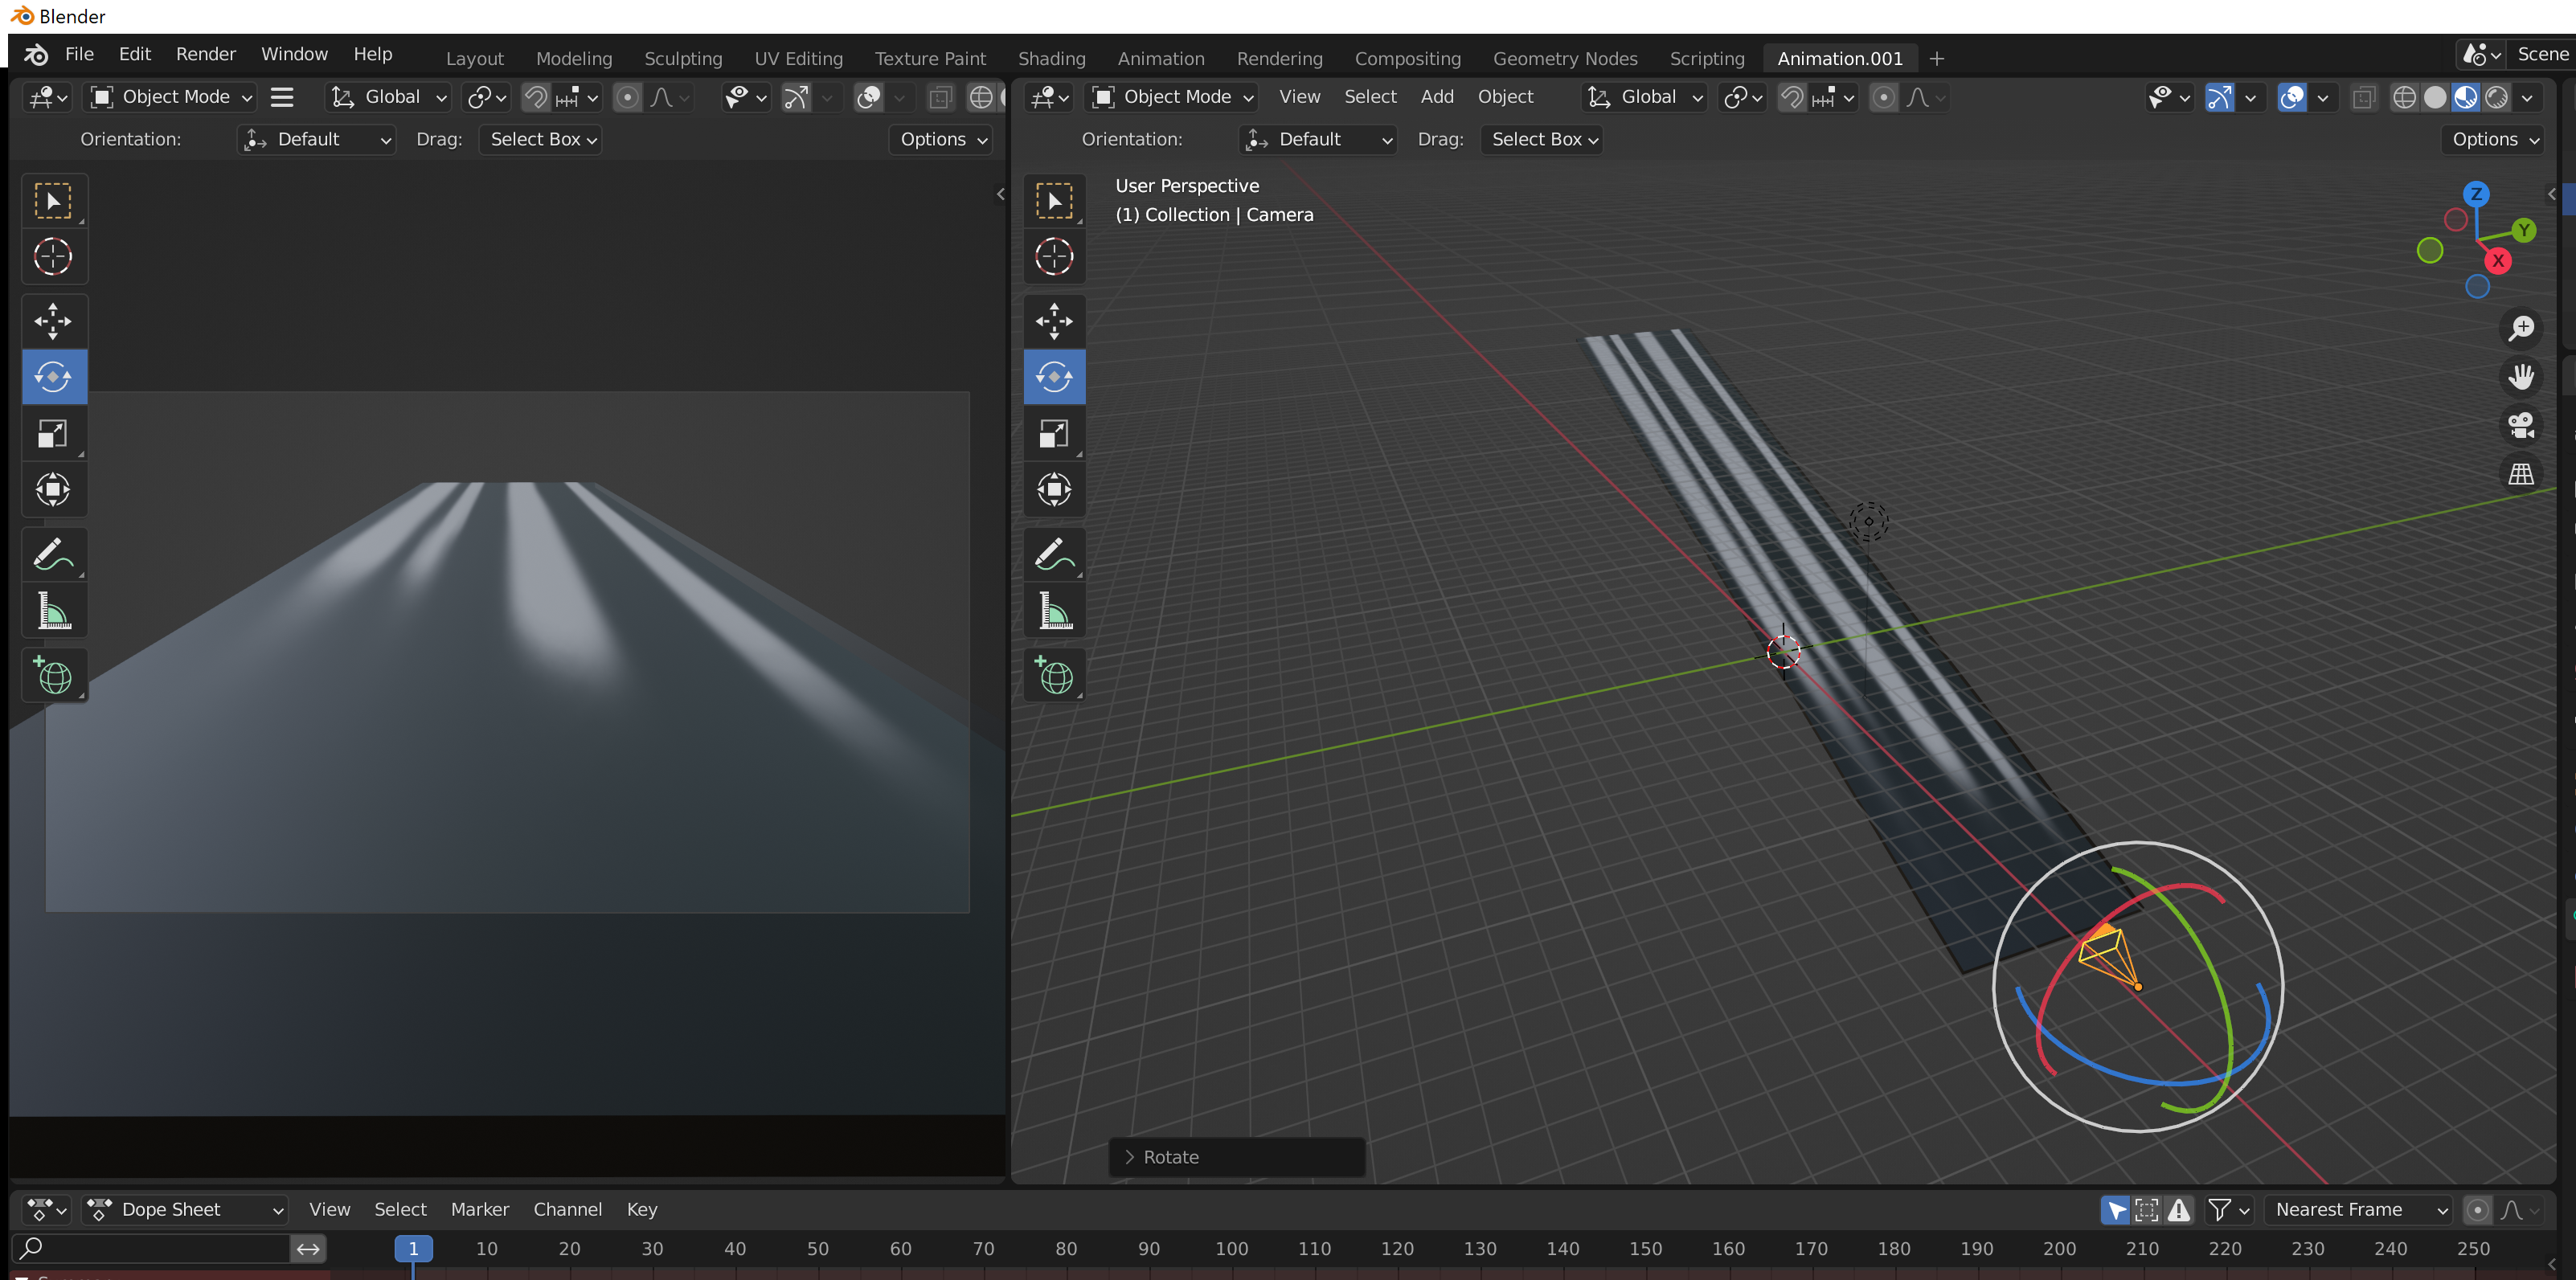 Blender
File Edit Render Window Help Layout Modeling Sculpting UV Editing Texture Paint Shading Animation Rendering Compositing Geometry Nodes Scripting Animation.001 + Scene
Object Mode Global
Object Mode View Select Add Object Global
Orientation: Default Drag: Select Box Options
Orientation: Default Drag: Select Box Options
User Perspective
(1) Collection | Camera
Z
Y
X
Rotate
Dope Sheet View Select Marker Channel Key Nearest Frame
1 10 20 30 40 50 60 70 80 90 100 110 120 130 140 150 160 170 180 190 200 210 220 230 240 250